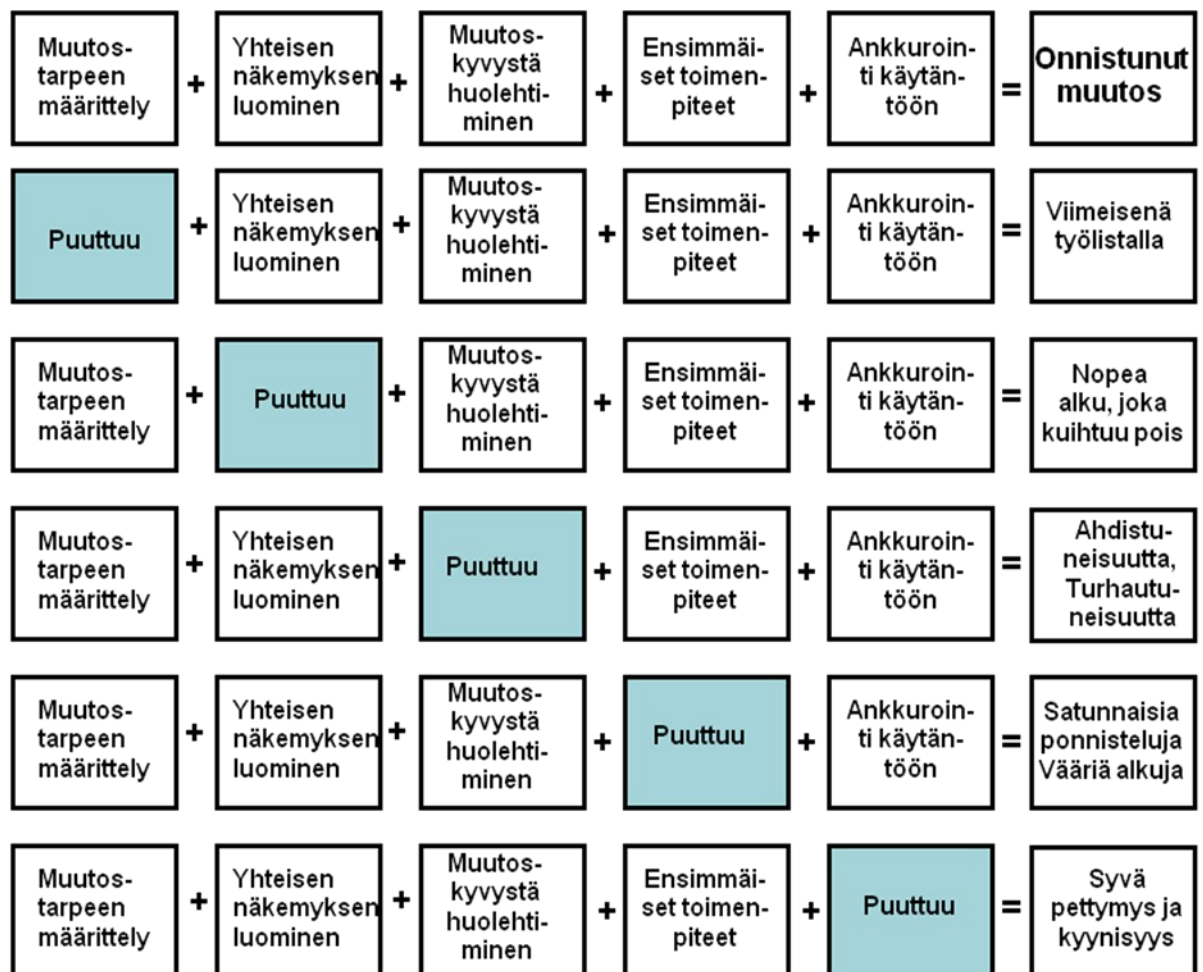 Muutos-
tarpeen
määrittely
+
Yhteisen
näkemyksen
luominen
+
Muutos-
kyvystä
huolehti-
minen
+
Ensimmäi-
set toimen-
piteet
+
Ankkuroin-
ti käytän-
töön
=
Onnistunut
muutos
Puuttuu
+
Yhteisen
näkemyksen
luominen
+
Muutos-
kyvystä
huolehti-
minen
+
Ensimmäi-
set toimen-
piteet
+
Ankkuroin-
ti käytän-
töön
=
Viimeisenä
työlistalla
Muutos-
tarpeen
määrittely
+
Puuttuu
+
Muutos-
kyvystä
huolehti-
minen
+
Ensimmäi-
set toimen-
piteet
+
Ankkuroin-
ti käytän-
töön
=
Nopea
alku, joka
kuihtuu pois
Muutos-
tarpeen
määrittely
+
Yhteisen
näkemyksen
luominen
+
Puuttuu
+
Ensimmäi-
set toimen-
piteet
+
Ankkuroin-
ti käytän-
töön
=
Ahdistu-
neisuutta,
Turhautu-
neisuutta
Muutos-
tarpeen
määrittely
+
Yhteisen
näkemyksen
luominen
+
Muutos-
kyvystä
huolehti-
minen
+
Puuttuu
+
Ankkuroin-
ti käytän-
töön
=
Satunnaisia
ponnisteluja
Vääriä alkuja
Muutos-
tarpeen
määrittely
+
Yhteisen
näkemyksen
luominen
+
Muutos-
kyvystä
huolehti-
minen
+
Ensimmäi-
set toimen-
piteet
+
Puuttuu
=
Syvä
pettymys ja
kyynisyys